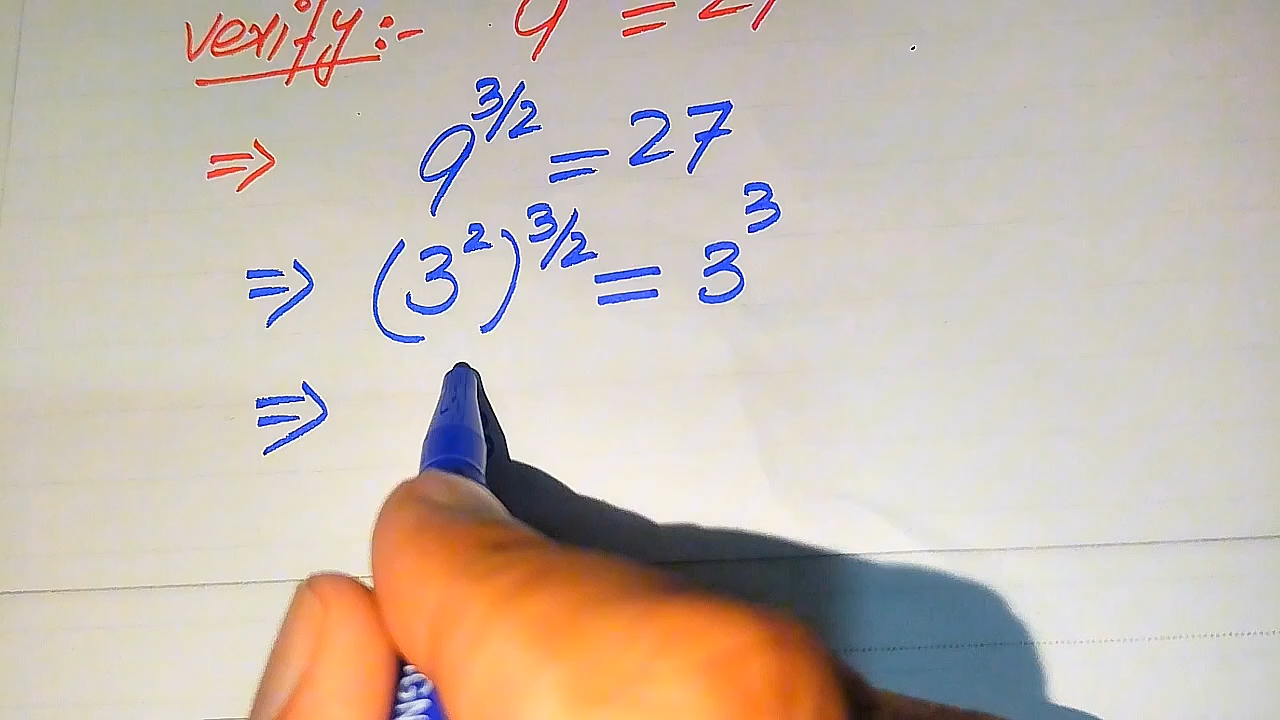 verify:- 9 = 27
⇒ 9^3/2 = 27
⇒ (3^2)^3/2 = 3^3
⇒